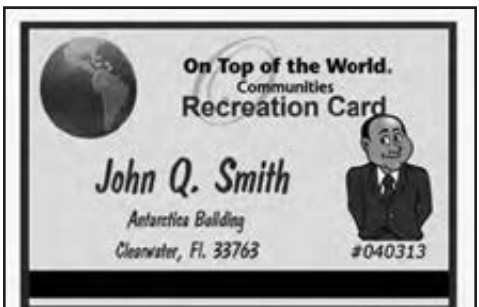 On Top of the World.
Communities
Recreation Card
John Q. Smith
Antarctica Building
Clearwater, Fl. 33763
#040313